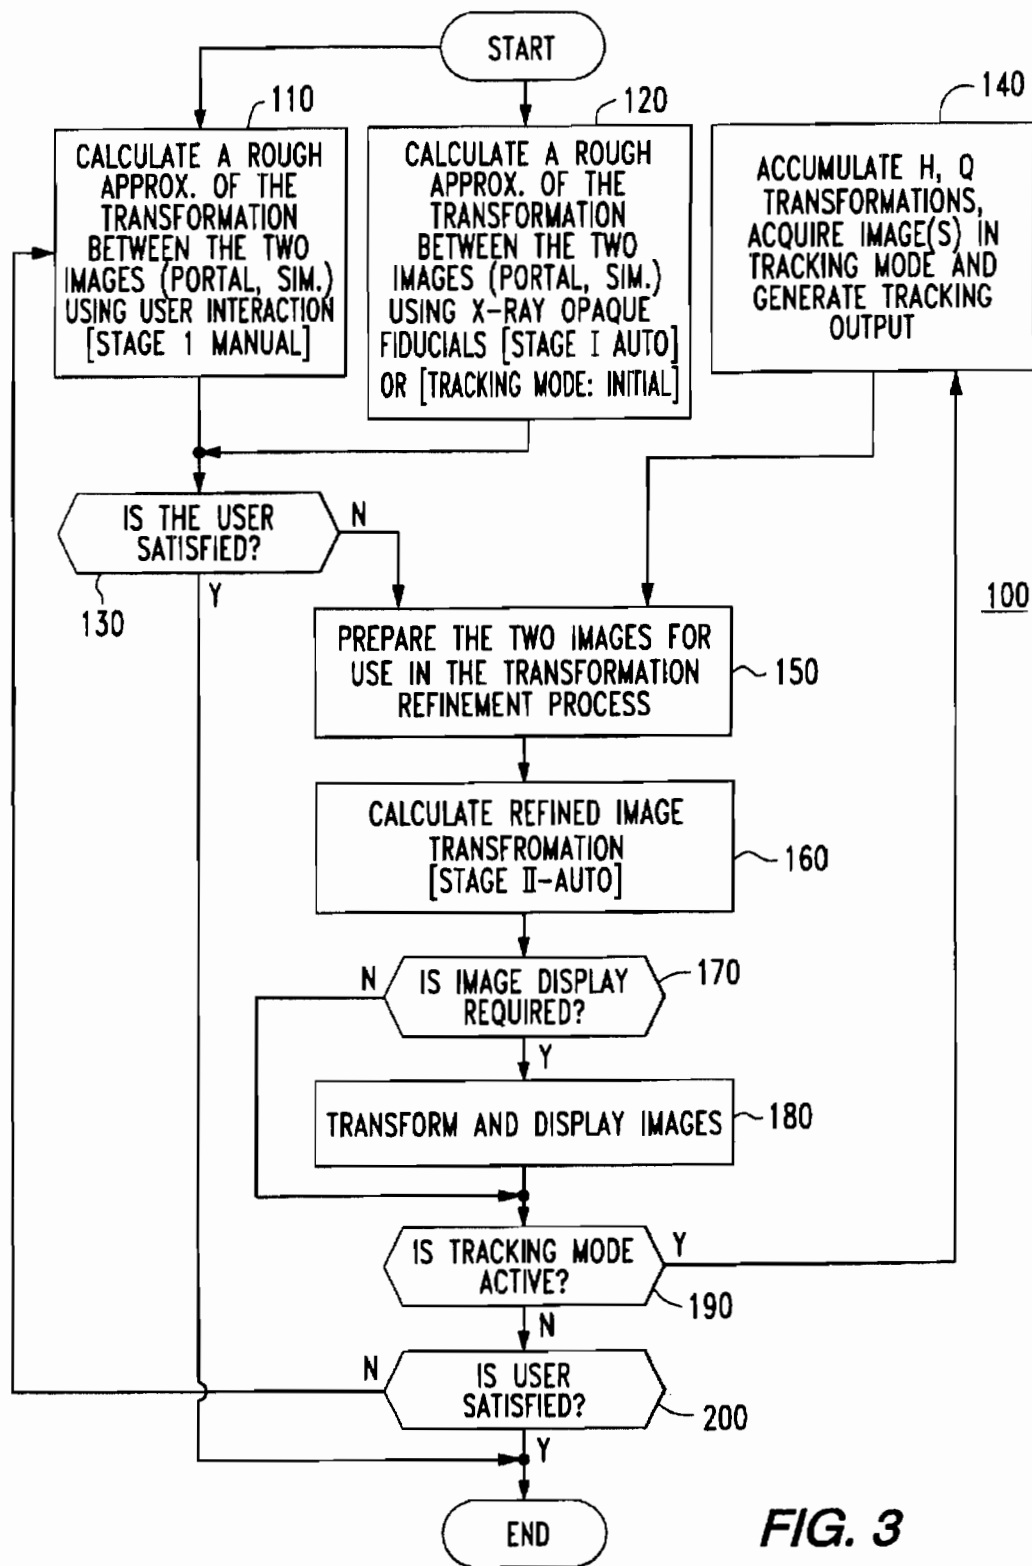 START
110
CALCULATE A ROUGH
APPROX. OF THE
TRANSFORMATION
BETWEEN THE TWO
IMAGES (PORTAL, SIM.)
USING USER INTERACTION
[STAGE 1 MANUAL]
120
CALCULATE A ROUGH
APPROX. OF THE
TRANSFORMATION
BETWEEN THE TWO
IMAGES (PORTAL, SIM.)
USING X-RAY OPAQUE
FIDUCIALS [STAGE I AUTO]
OR [TRACKING MODE: INITIAL]
140
ACCUMULATE H, Q
TRANSFORMATIONS,
ACQUIRE IMAGE(S) IN
TRACKING MODE AND
GENERATE TRACKING
OUTPUT
IS THE USER
SATISFIED?
N
Y
130
100
PREPARE THE TWO IMAGES FOR
USE IN THE TRANSFORMATION
REFINEMENT PROCESS
150
CALCULATE REFINED IMAGE
TRANSFROMATION
[STAGE II-AUTO]
160
N
IS IMAGE DISPLAY
REQUIRED?
170
Y
TRANSFORM AND DISPLAY IMAGES
180
IS TRACKING MODE
ACTIVE?
Y
190
N
N
IS USER
SATISFIED?
200
Y
END
FIG. 3